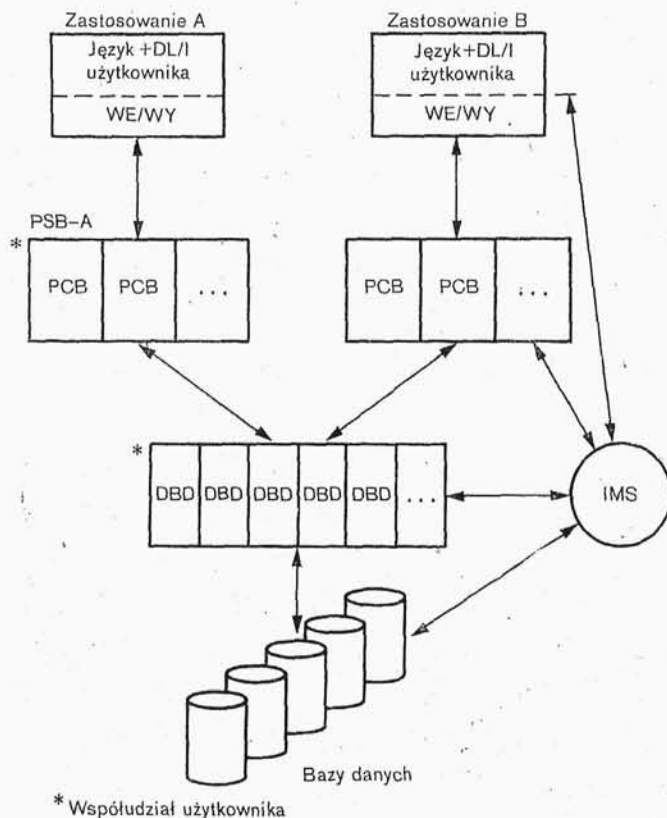 Zastosowanie A
Zastosowanie B
Język +DL/I
użytkownika
WE/WY
Język +DL/I
użytkownika
WE/WY
PSB-A
*
PCB
PCB
...
PCB
PCB
...
*
DBD
DBD
DBD
DBD
DBD
...
IMS
Bazy danych
* Współudział użytkownika